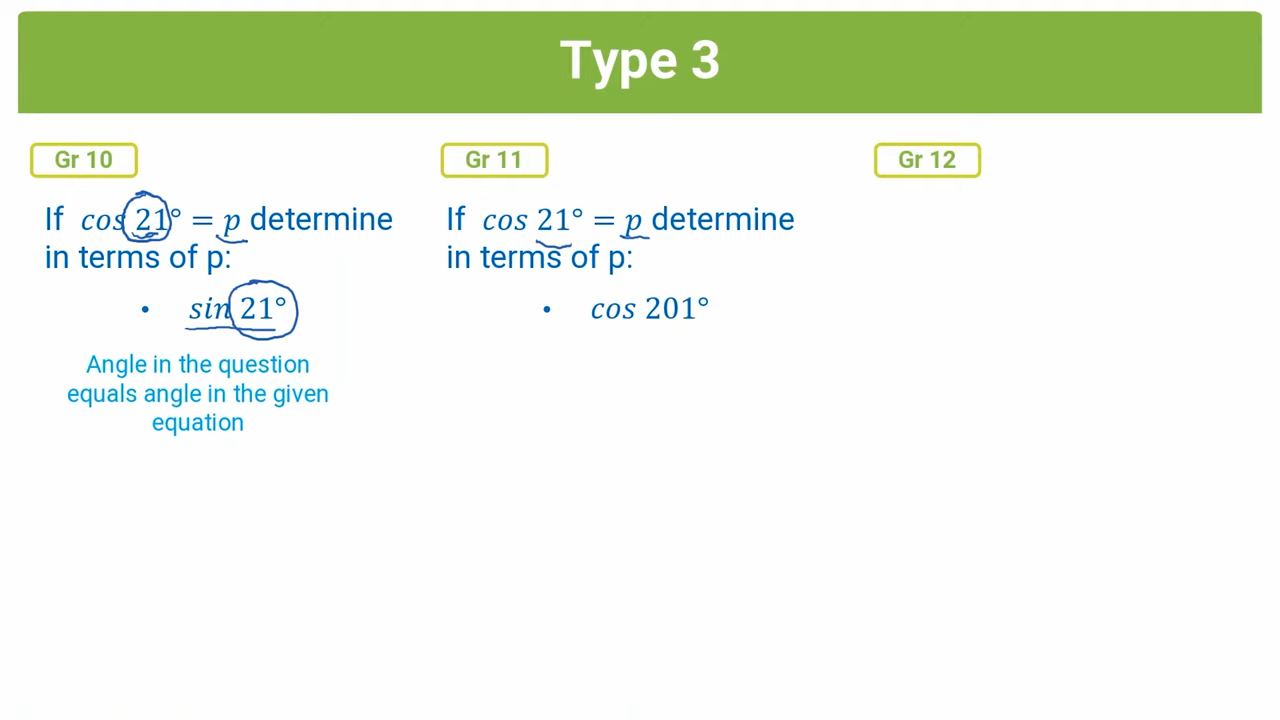 Type 3
Gr 10
If cos 21° = p determine
in terms of p:
• sin 21°
Angle in the question
equals angle in the given
equation
Gr 11
If cos 21° = p determine
in terms of p:
• cos 201°
Gr 12